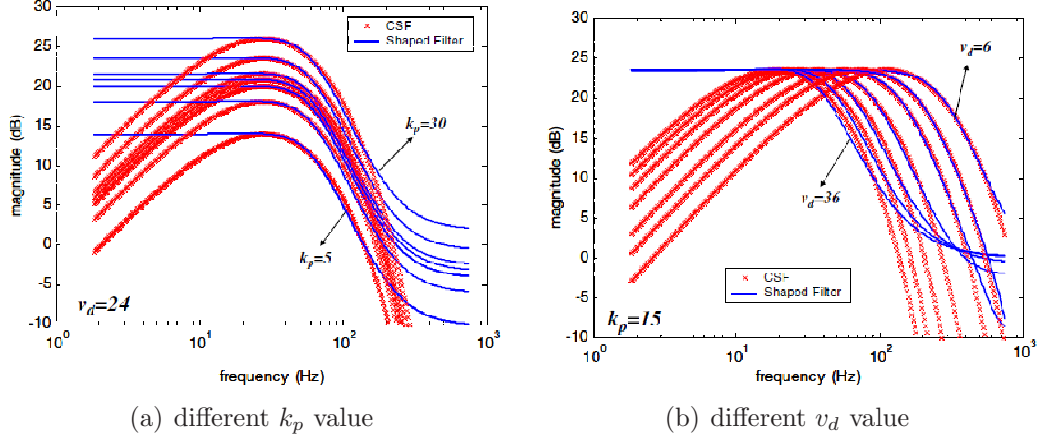 magnitude (dB)
30
25
20
15
10
5
0
-5
-10
10^0
10^1
10^2
10^3
frequency (Hz)
CSF
Shaped Filter
k_p=30
k_p=5
v_d=24
(a) different k_p value
magnitude (dB)
30
25
20
15
10
5
0
-5
-10
10^0
10^1
10^2
10^3
frequency (Hz)
v_d=6
v_d=36
CSF
Shaped Filter
k_p=15
(b) different v_d value